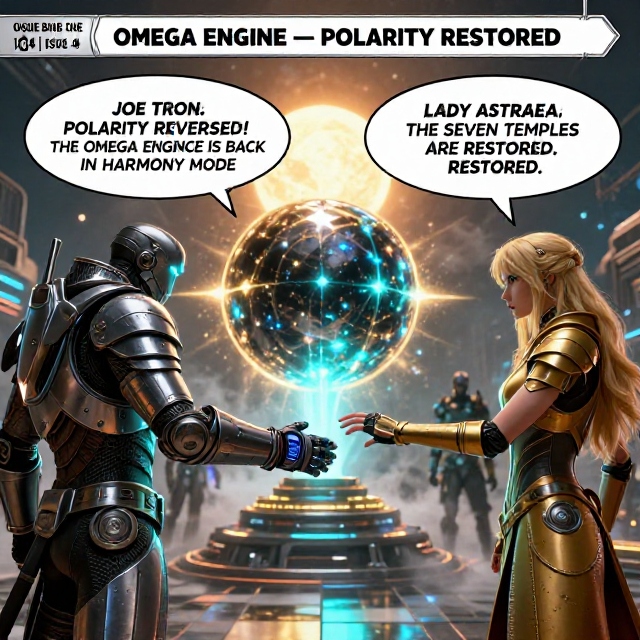 OMEGA ENGINE — POLARITY RESTORED
JOE TRON:
POLARITY REVERSED!
THE OMEGA ENGINCE IS BACK
IN HARMONY MODE
LADY ASTRAEA,
THE SEVEN TEMPLES
ARE RESTORED.
RESTORED.